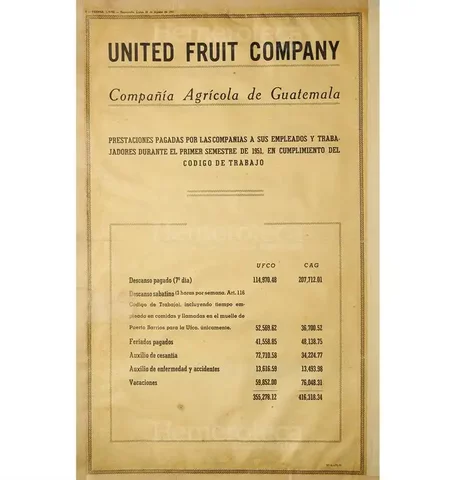 UNITED FRUIT COMPANY
Compañía Agrícola de Guatemala
PRESTACIONES PAGADAS POR LAS COMPANIAS A SUS EMPLEADOS Y TRABA-
JADORES DURANTE EL PRIMER SEMESTRE DE 1951, EN CUMPLIMIENTO DEL
CODIGO DE TRABAJO
UFCO CAG
Descanso pagado (7° día) 114,970.48 207,712.01
Descanso sabatino (3 horas por semana. Art. 116
Código de Trabajo), incluyendo tiempo em-
pleado en comidas y llamadas en el muelle de
Puerto Barrios para la Ufco. únicamente. 52,569.62 36,700.52
Feriados pagados 41,558.85 48,138.75
Auxilio de cesantía 72,710.58 34,224.77
Auxilio de enfermedad y accidentes 13,616.59 13,493.98
Vacaciones 59,852.00 76,048.31
355,278.12 416,318.34
Hemeroteca